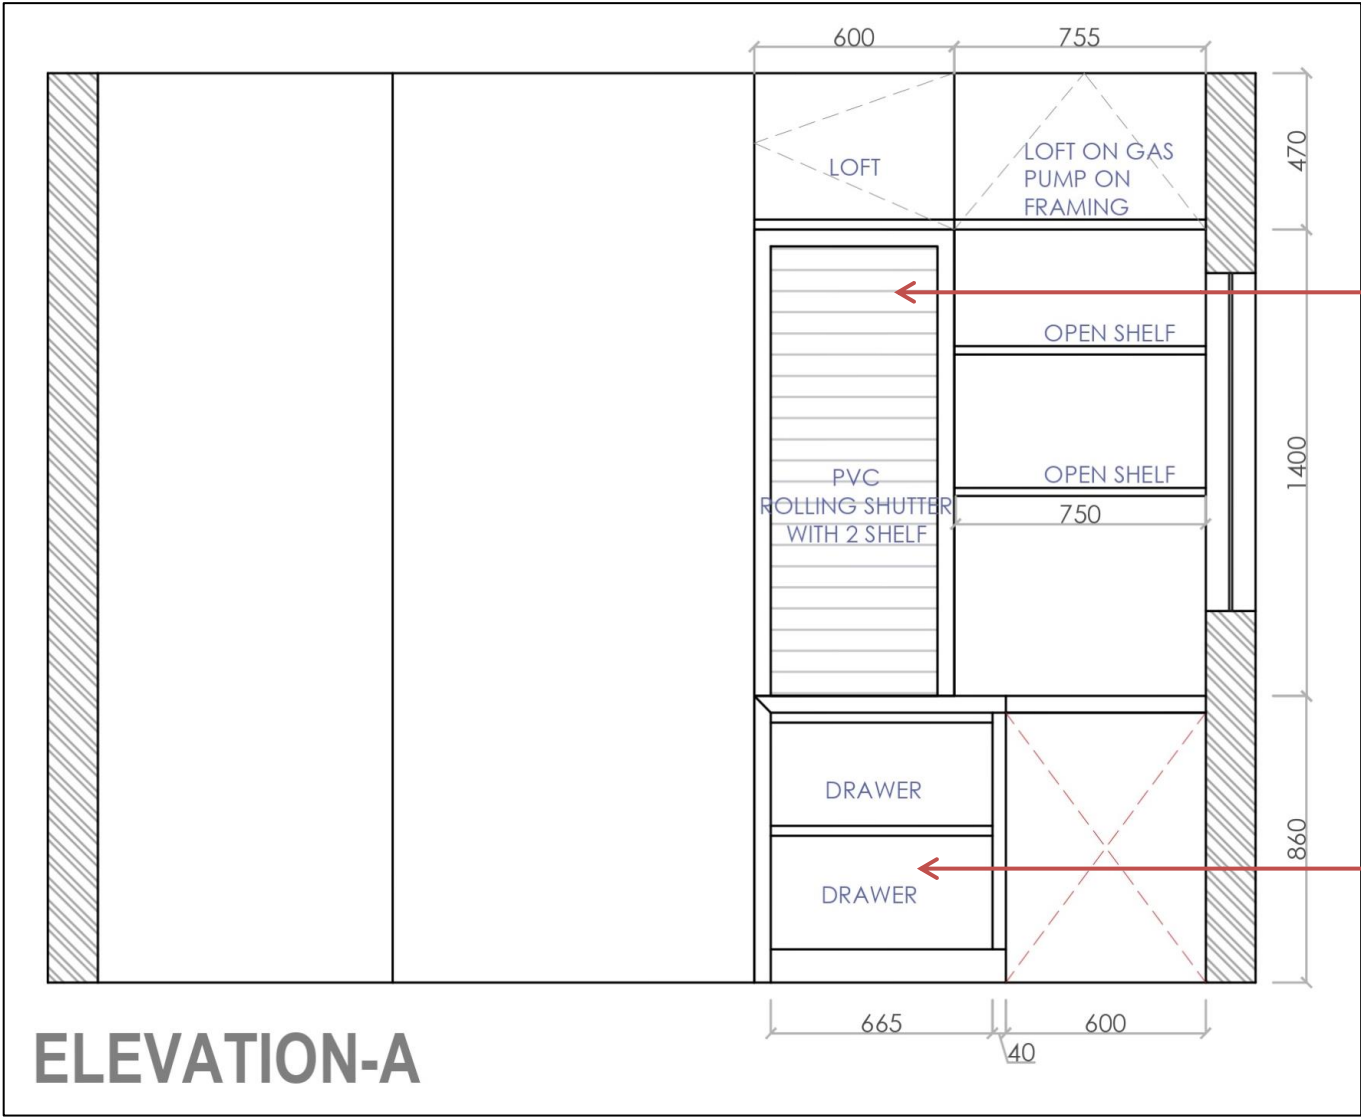 600
755
470
LOFT
LOFT ON GAS
PUMP ON
FRAMING
OPEN SHELF
1400
PVC
ROLLING SHUTTER
WITH 2 SHELF
OPEN SHELF
750
DRAWER
860
DRAWER
665
40
600
ELEVATION-A